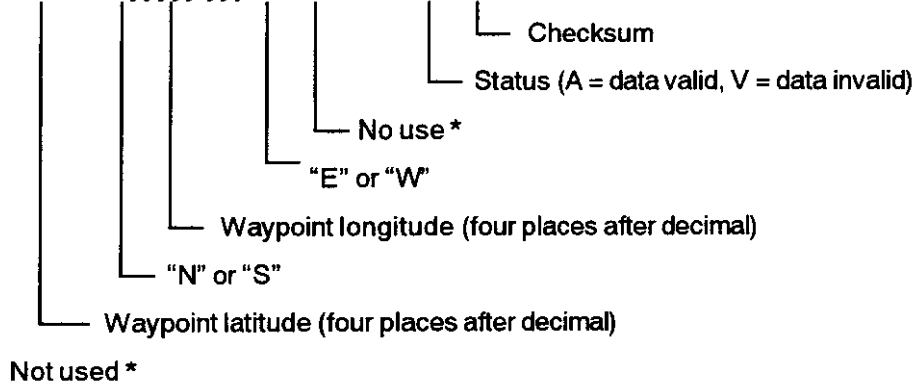 Checksum
Status (A = data valid, V = data invalid)
No use *
“E” or “W”
Waypoint longitude (four places after decimal)
“N” or “S”
Waypoint latitude (four places after decimal)
Not used *